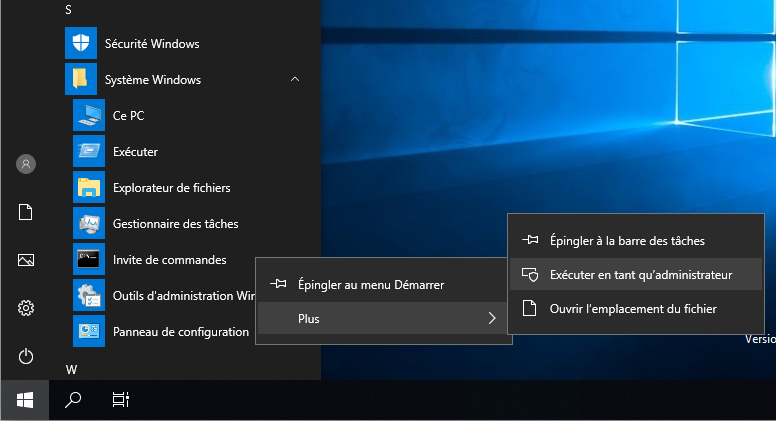 S
Sécurité Windows
Système Windows
Ce PC
Exécuter
Explorateur de fichiers
Gestionnaire des tâches
Invite de commandes
Outils d'administration Win
Panneau de configuration
W
Épingler au menu Démarrer
Plus
Épingler à la barre des tâches
Exécuter en tant qu'administrateur
Ouvrir l'emplacement du fichier
Versio